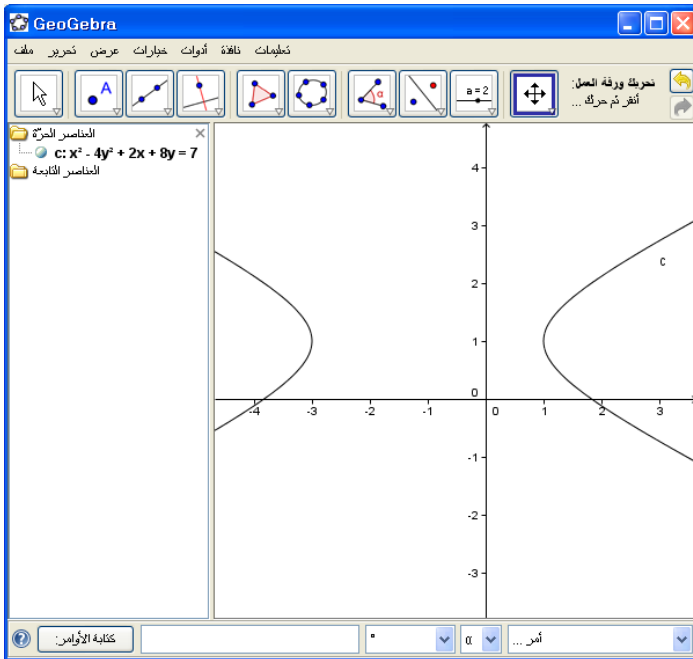 GeoGebra
ملف تحرير عرض خيارات أدوات نافذة تعليمات
a = 2
تحريك ورقة العمل:
أنقر ثم حرك ...
A
α
العناصر الحرّة
c: x² - 4y² + 2x + 8y = 7
العناصر التابعة
4
3
c
2
1
0
-4 -3 -2 -1 0 1 2 3
-1
-2
-3
كتابة الأوامر:
° α أمر ...